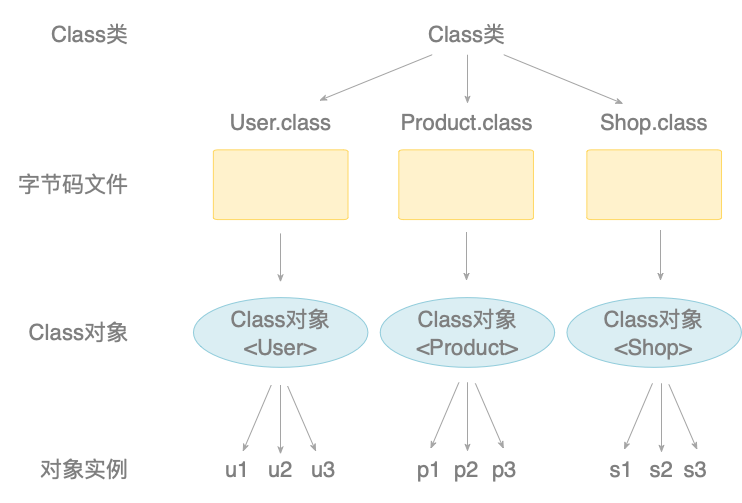 Class类 Class类
User.class Product.class Shop.class
字节码文件
Class对象 Class对象 Class对象 Class对象
<User> <Product> <Shop>
对象实例 u1 u2 u3 p1 p2 p3 s1 s2 s3